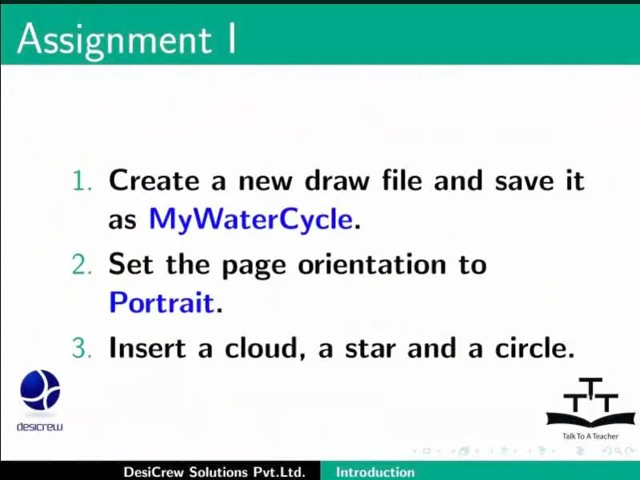 Assignment I
1. Create a new draw file and save it
as MyWaterCycle.
2. Set the page orientation to
Portrait.
3. Insert a cloud, a star and a circle.
desicrew
TTT
Talk To A Teacher
DesiCrew Solutions Pvt.Ltd. Introduction